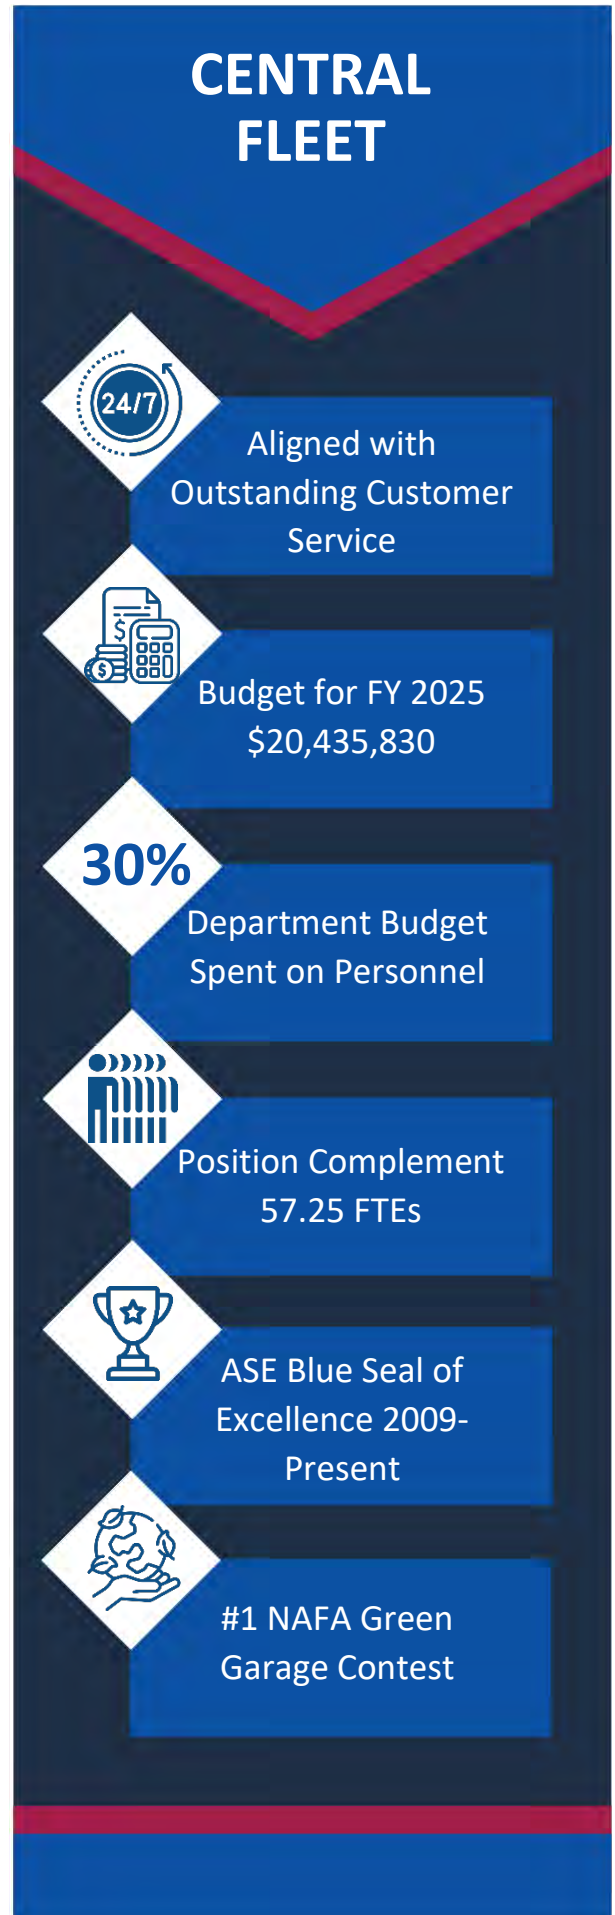 CENTRAL
FLEET
24/7
Aligned with
Outstanding Customer
Service
$
$
Budget for FY 2025
$20,435,830
30%
Department Budget
Spent on Personnel
Position Complement
57.25 FTEs
ASE Blue Seal of
Excellence 2009-
Present
#1 NAFA Green
Garage Contest